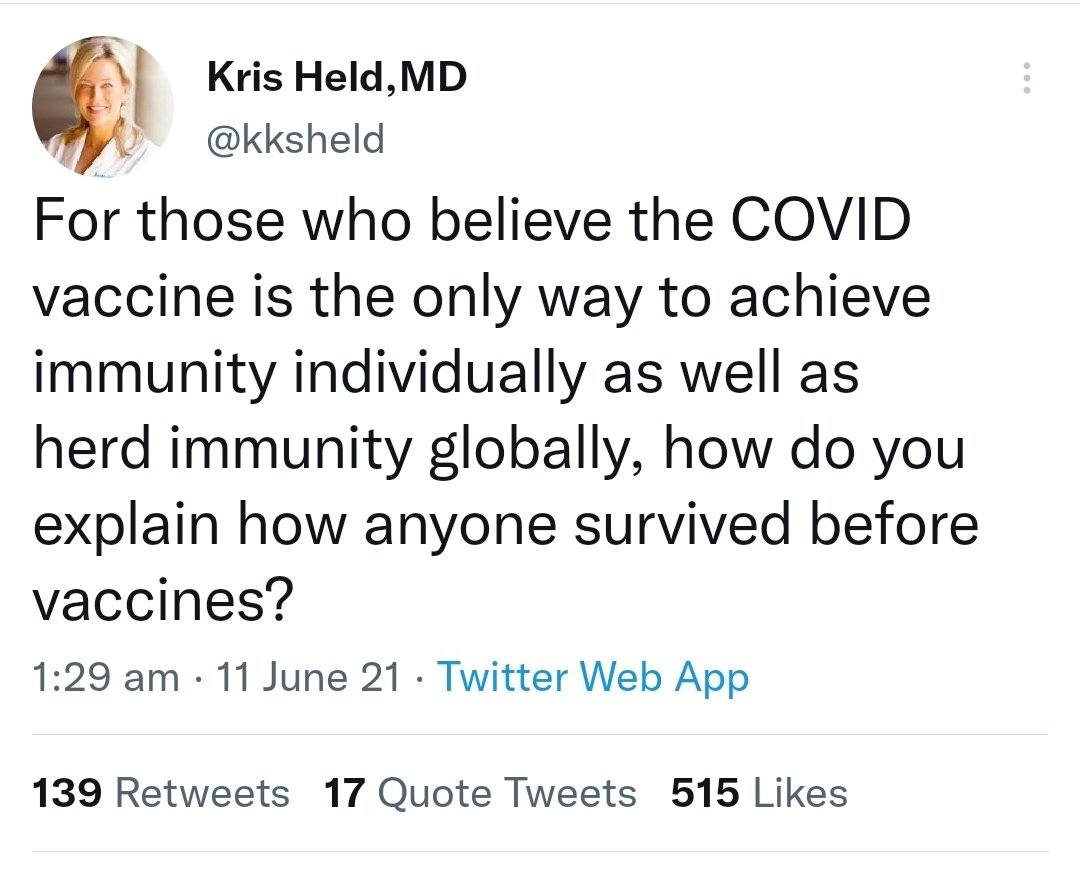 Kris Held,MD
@kksheld
For those who believe the COVID
vaccine is the only way to achieve
immunity individually as well as
herd immunity globally, how do you
explain how anyone survived before
vaccines?
1:29 am · 11 June 21 · Twitter Web App
139 Retweets 17 Quote Tweets 515 Likes